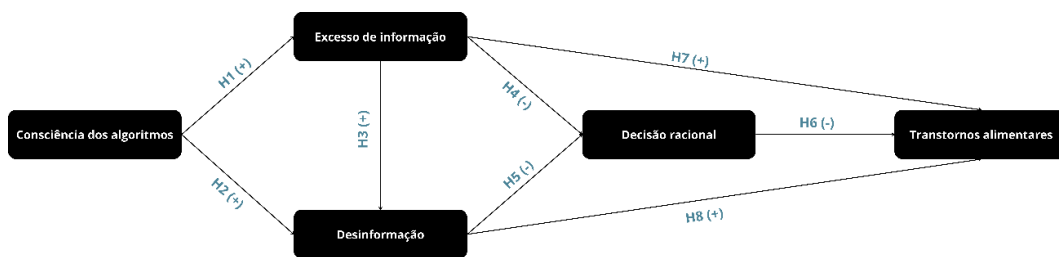 Excesso de informação
H7 (+)
H1 (+)
H4 (-)
Consciência dos algoritmos
H3 (+)
Decisão racional
H6 (-)
Transtornos alimentares
H2 (+)
H5 (-)
H8 (+)
Desinformação